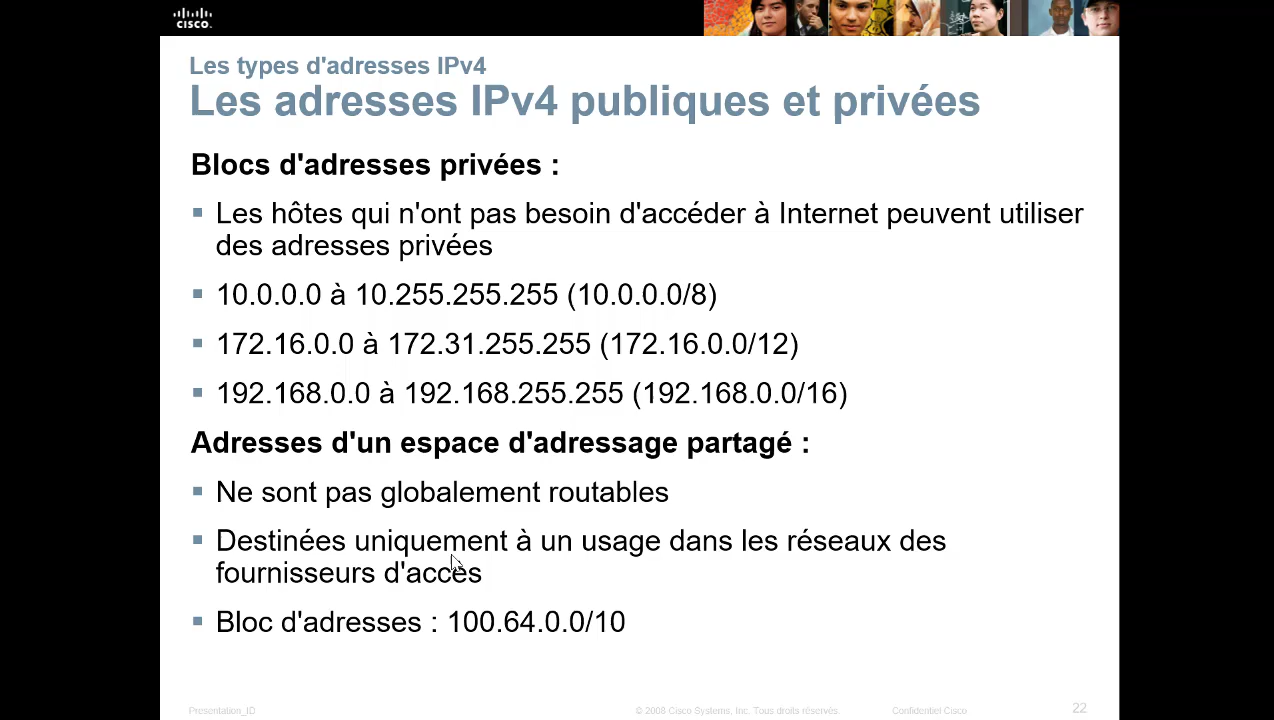 CISCO.
Les types d'adresses IPv4
Les adresses IPv4 publiques et privées
Blocs d'adresses privées :
Les hôtes qui n'ont pas besoin d'accéder à Internet peuvent utiliser
des adresses privées
10.0.0.0 à 10.255.255.255 (10.0.0.0/8)
172.16.0.0 à 172.31.255.255 (172.16.0.0/12)
192.168.0.0 à 192.168.255.255 (192.168.0.0/16)
Adresses d'un espace d'adressage partagé :
Ne sont pas globalement routables
Destinées uniquement à un usage dans les réseaux des
fournisseurs d'accès
Bloc d'adresses : 100.64.0.0/10
Presentation_ID
© 2008 Cisco Systems, Inc. Tous droits réservés.
Confidentiel Cisco
22